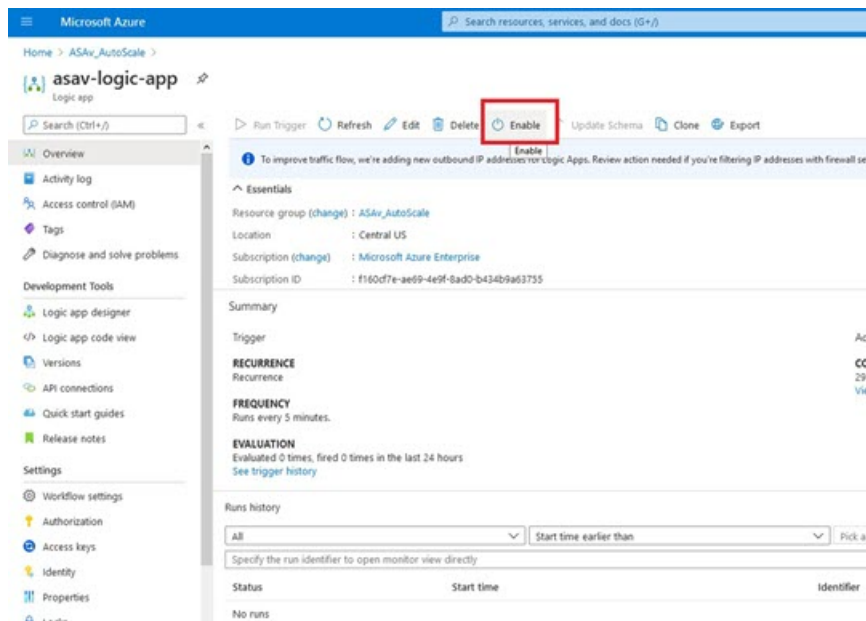 Microsoft Azure
Search resources, services, and docs (G+/)
Home > ASAv_AutoScale >
asav-logic-app
Logic app
Search (Ctrl+/)
Overview
Activity log
Access control (IAM)
Tags
Diagnose and solve problems
Development Tools
Logic app designer
Logic app code view
Versions
API connections
Quick start guides
Release notes
Settings
Workflow settings
Authorization
Access keys
Identity
Properties
Run Trigger Refresh Edit Delete Enable Update Schema Clone Export
Enable
To improve traffic flow, we're adding new outbound IP addresses for Logic Apps. Review action needed if you're filtering IP addresses with firewall se
Essentials
Resource group (change) : ASAv_AutoScale
Location : Central US
Subscription (change) : Microsoft Azure Enterprise
Subscription ID : f160cf7e-ae69-4e9f-8ad0-b434b9a63755
Summary
Trigger
RECURRENCE
Recurrence
FREQUENCY
Runs every 5 minutes.
EVALUATION
Evaluated 0 times, fired 0 times in the last 24 hours
See trigger history
Ac
CO
29
Vie
Runs history
All
Start time earlier than
Pick a
Specify the run identifier to open monitor view directly
Status Start time Identifier
No runs